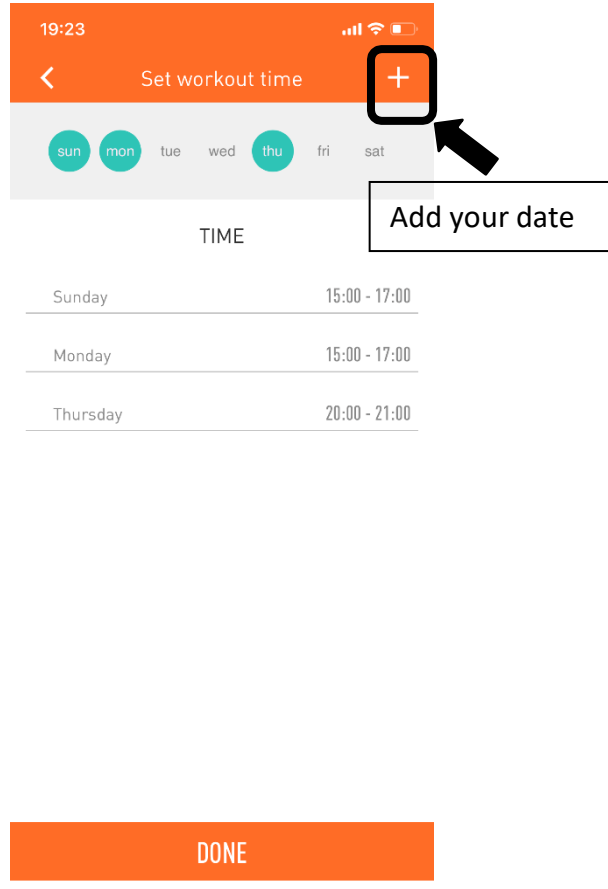 19:23
Set workout time
sun mon tue wed thu fri sat
Add your date
TIME
Sunday 15:00 - 17:00
Monday 15:00 - 17:00
Thursday 20:00 - 21:00
DONE